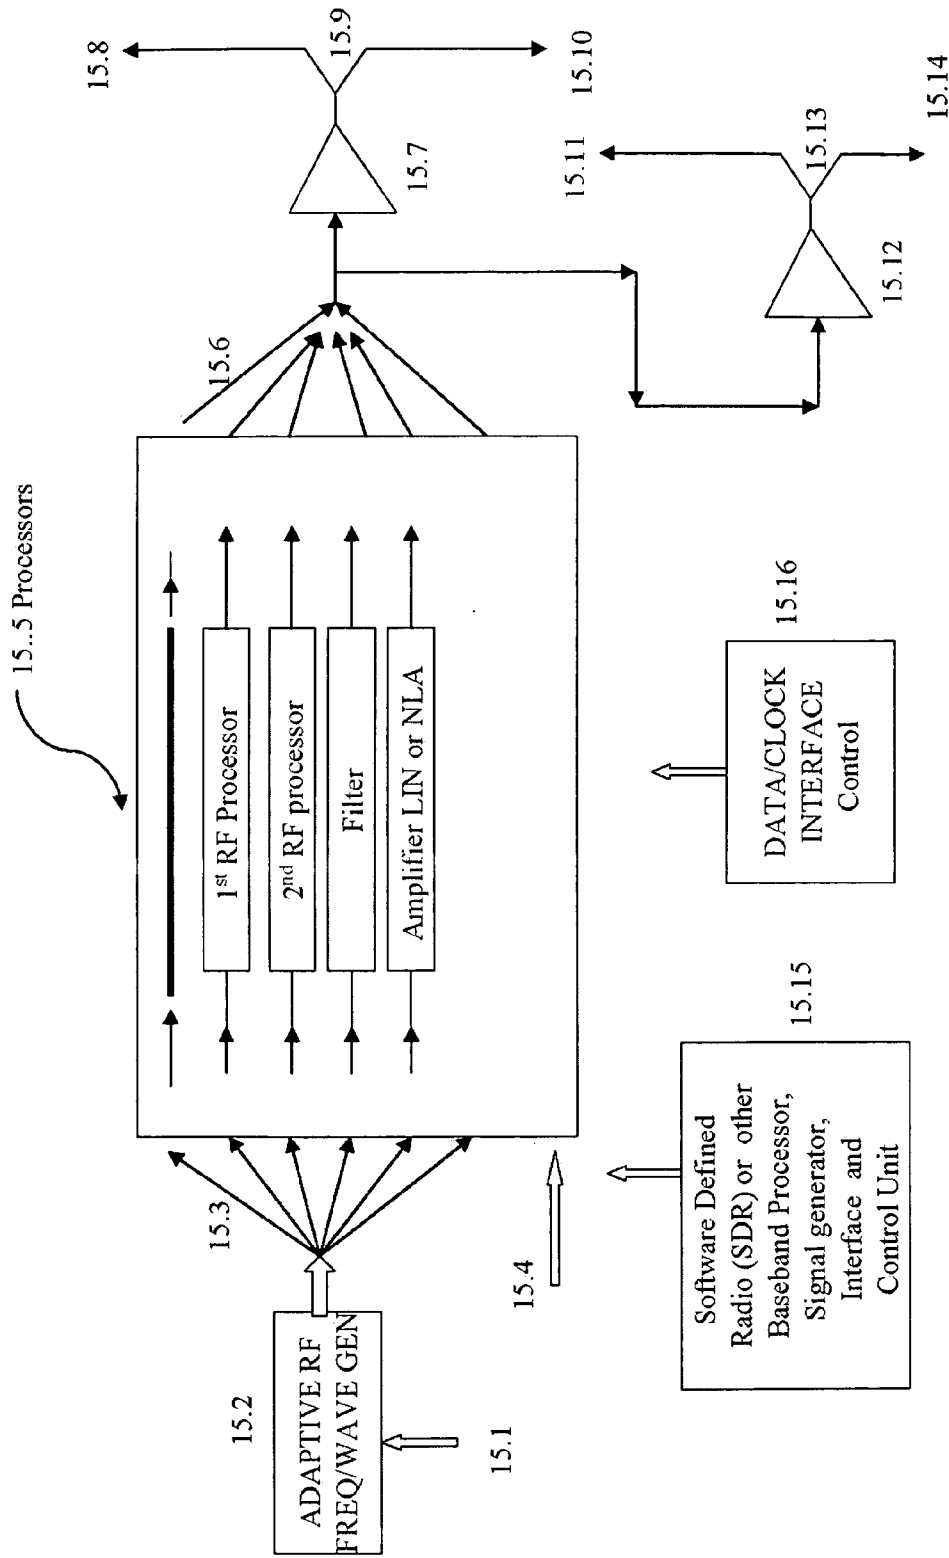 15.8
15.9
15.10
15.7
15.11
15.13
15.14
15.12
15.6
15..5 Processors
1st RF Processor
2nd RF processor
Filter
Amplifier LIN or NLA
15.3
15.4
15.2
ADAPTIVE RF
FREQ/WAVE GEN
15.1
15.16
DATA/CLOCK
INTERFACE
Control
15.15
Software Defined
Radio (SDR) or other
Baseband Processor,
Signal generator,
Interface and
Control Unit